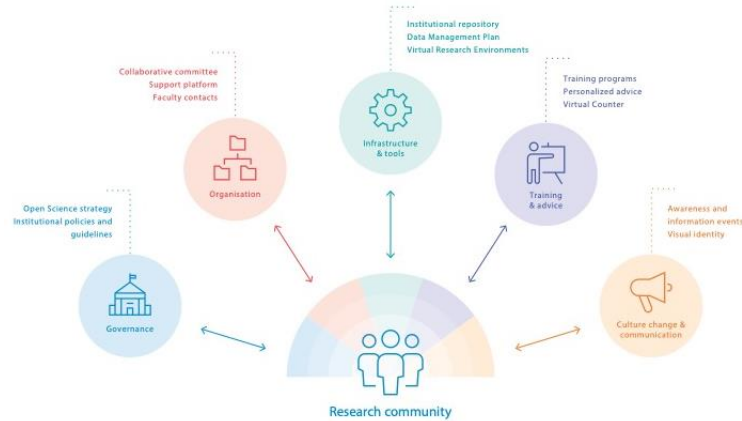 Institutional repository
Data Management Plan
Virtual Research Environments
Collaborative committee
Support platform
Faculty contacts
Training programs
Personalized advice
Virtual Counter
Infrastructure
& tools
Organisation
Training
& advice
Open Science strategy
Institutional policies and
guidelines
Awareness and
information events
Visual identity
Governance
Culture change &
communication
Research community